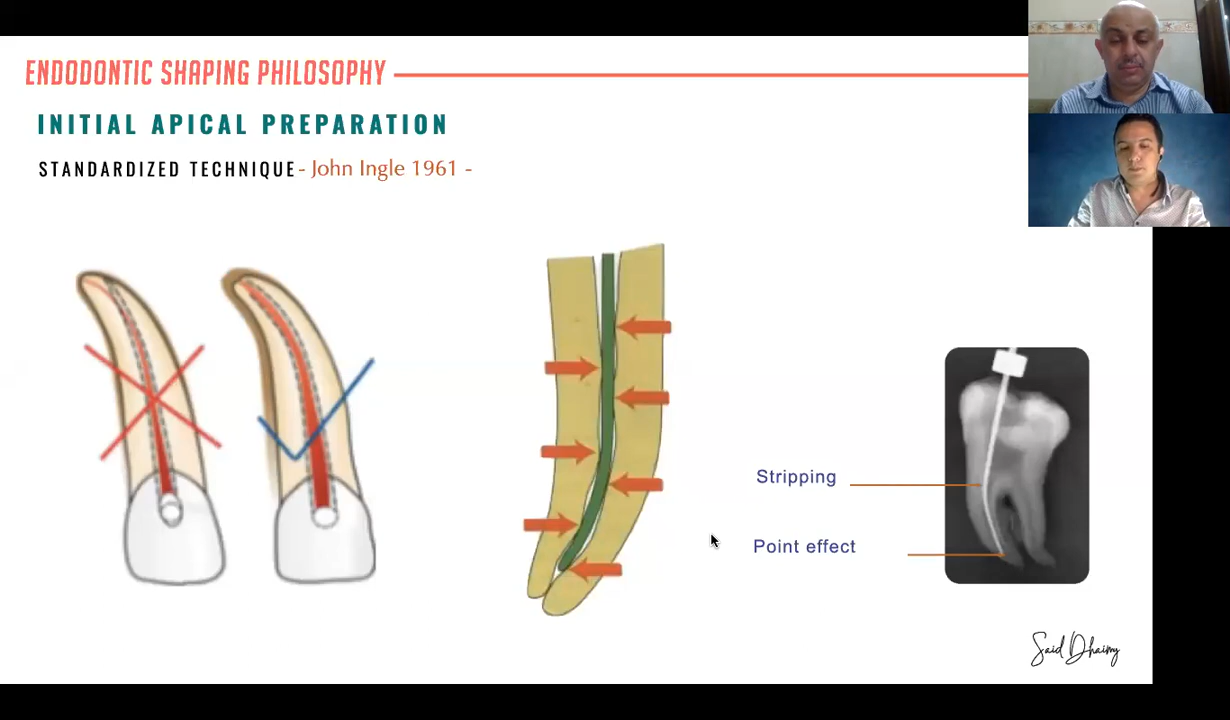 ENDODONTIC SHAPING PHILOSOPHY
INITIAL APICAL PREPARATION
STANDARDIZED TECHNIQUE - John Ingle 1961 -
Stripping
Point effect
Said Dhaimy